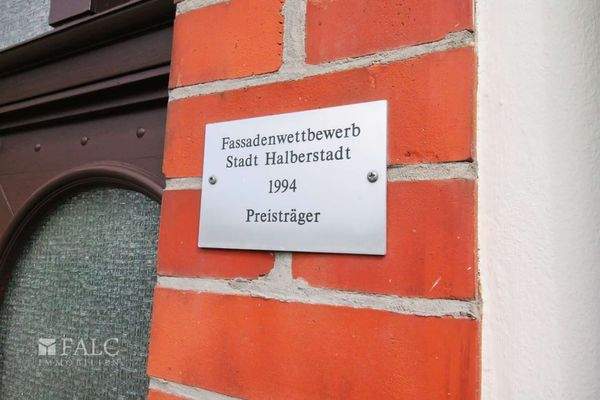 Fassadenwettbewerb
Stadt Halberstadt
1994
Preisträger
FALC
IMMOBILIEN